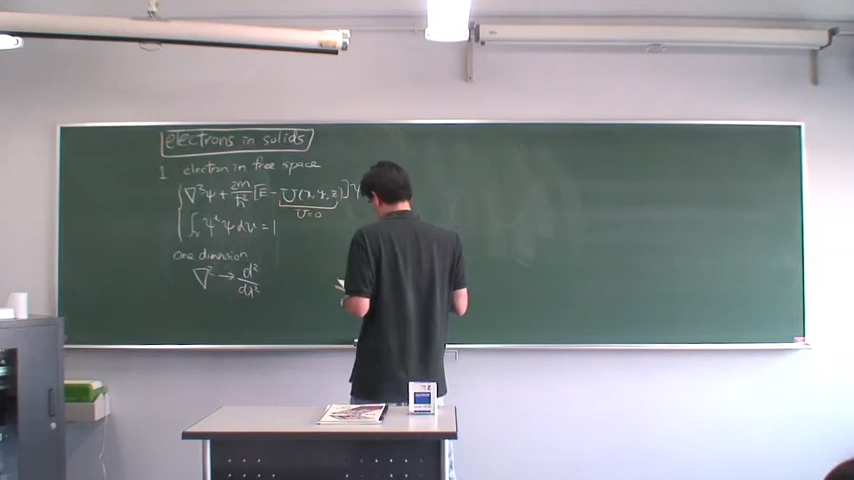 electrons in solids
1 electron in free space
∇²ψ + 2m/ħ² [E - U(x, y, z)] ψ
U=0
∫ᵥ ψ*ψ dv = 1
one dimension
∇² → d²/dx²